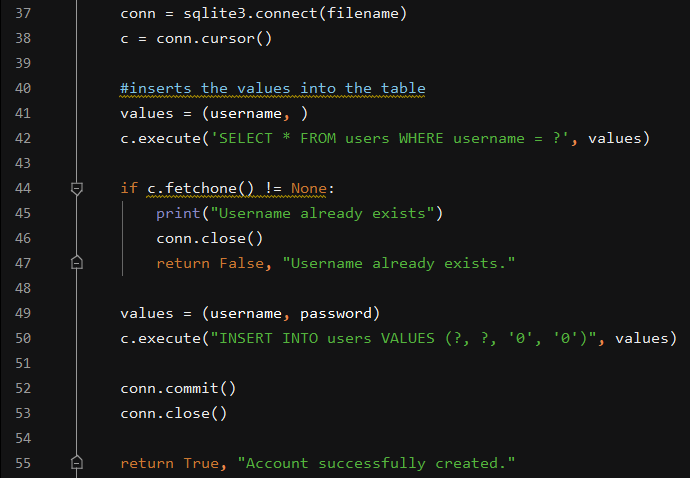 37 conn = sqlite3.connect(filename)
38 c = conn.cursor()
39
40 #inserts the values into the table
41 values = (username, )
42 c.execute('SELECT * FROM users WHERE username = ?', values)
43
44 if c.fetchone() != None:
45 print("Username already exists")
46 conn.close()
47 return False, "Username already exists."
48
49 values = (username, password)
50 c.execute("INSERT INTO users VALUES (?, ?, '0', '0')", values)
51
52 conn.commit()
53 conn.close()
54
55 return True, "Account successfully created."